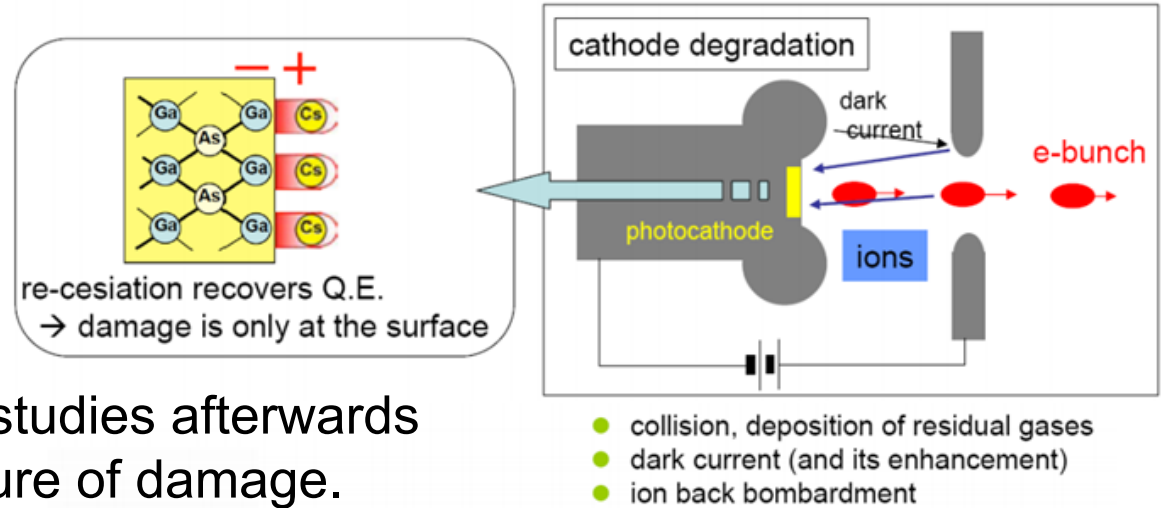 − +
Ga Ga Cs
As
Ga Ga Cs
As
Ga Ga Cs
re-cesiation recovers Q.E.
→ damage is only at the surface
studies afterwards
ure of damage.
cathode degradation
dark
current
e-bunch
photocathode
ions
collision, deposition of residual gases
dark current (and its enhancement)
ion back bombardment